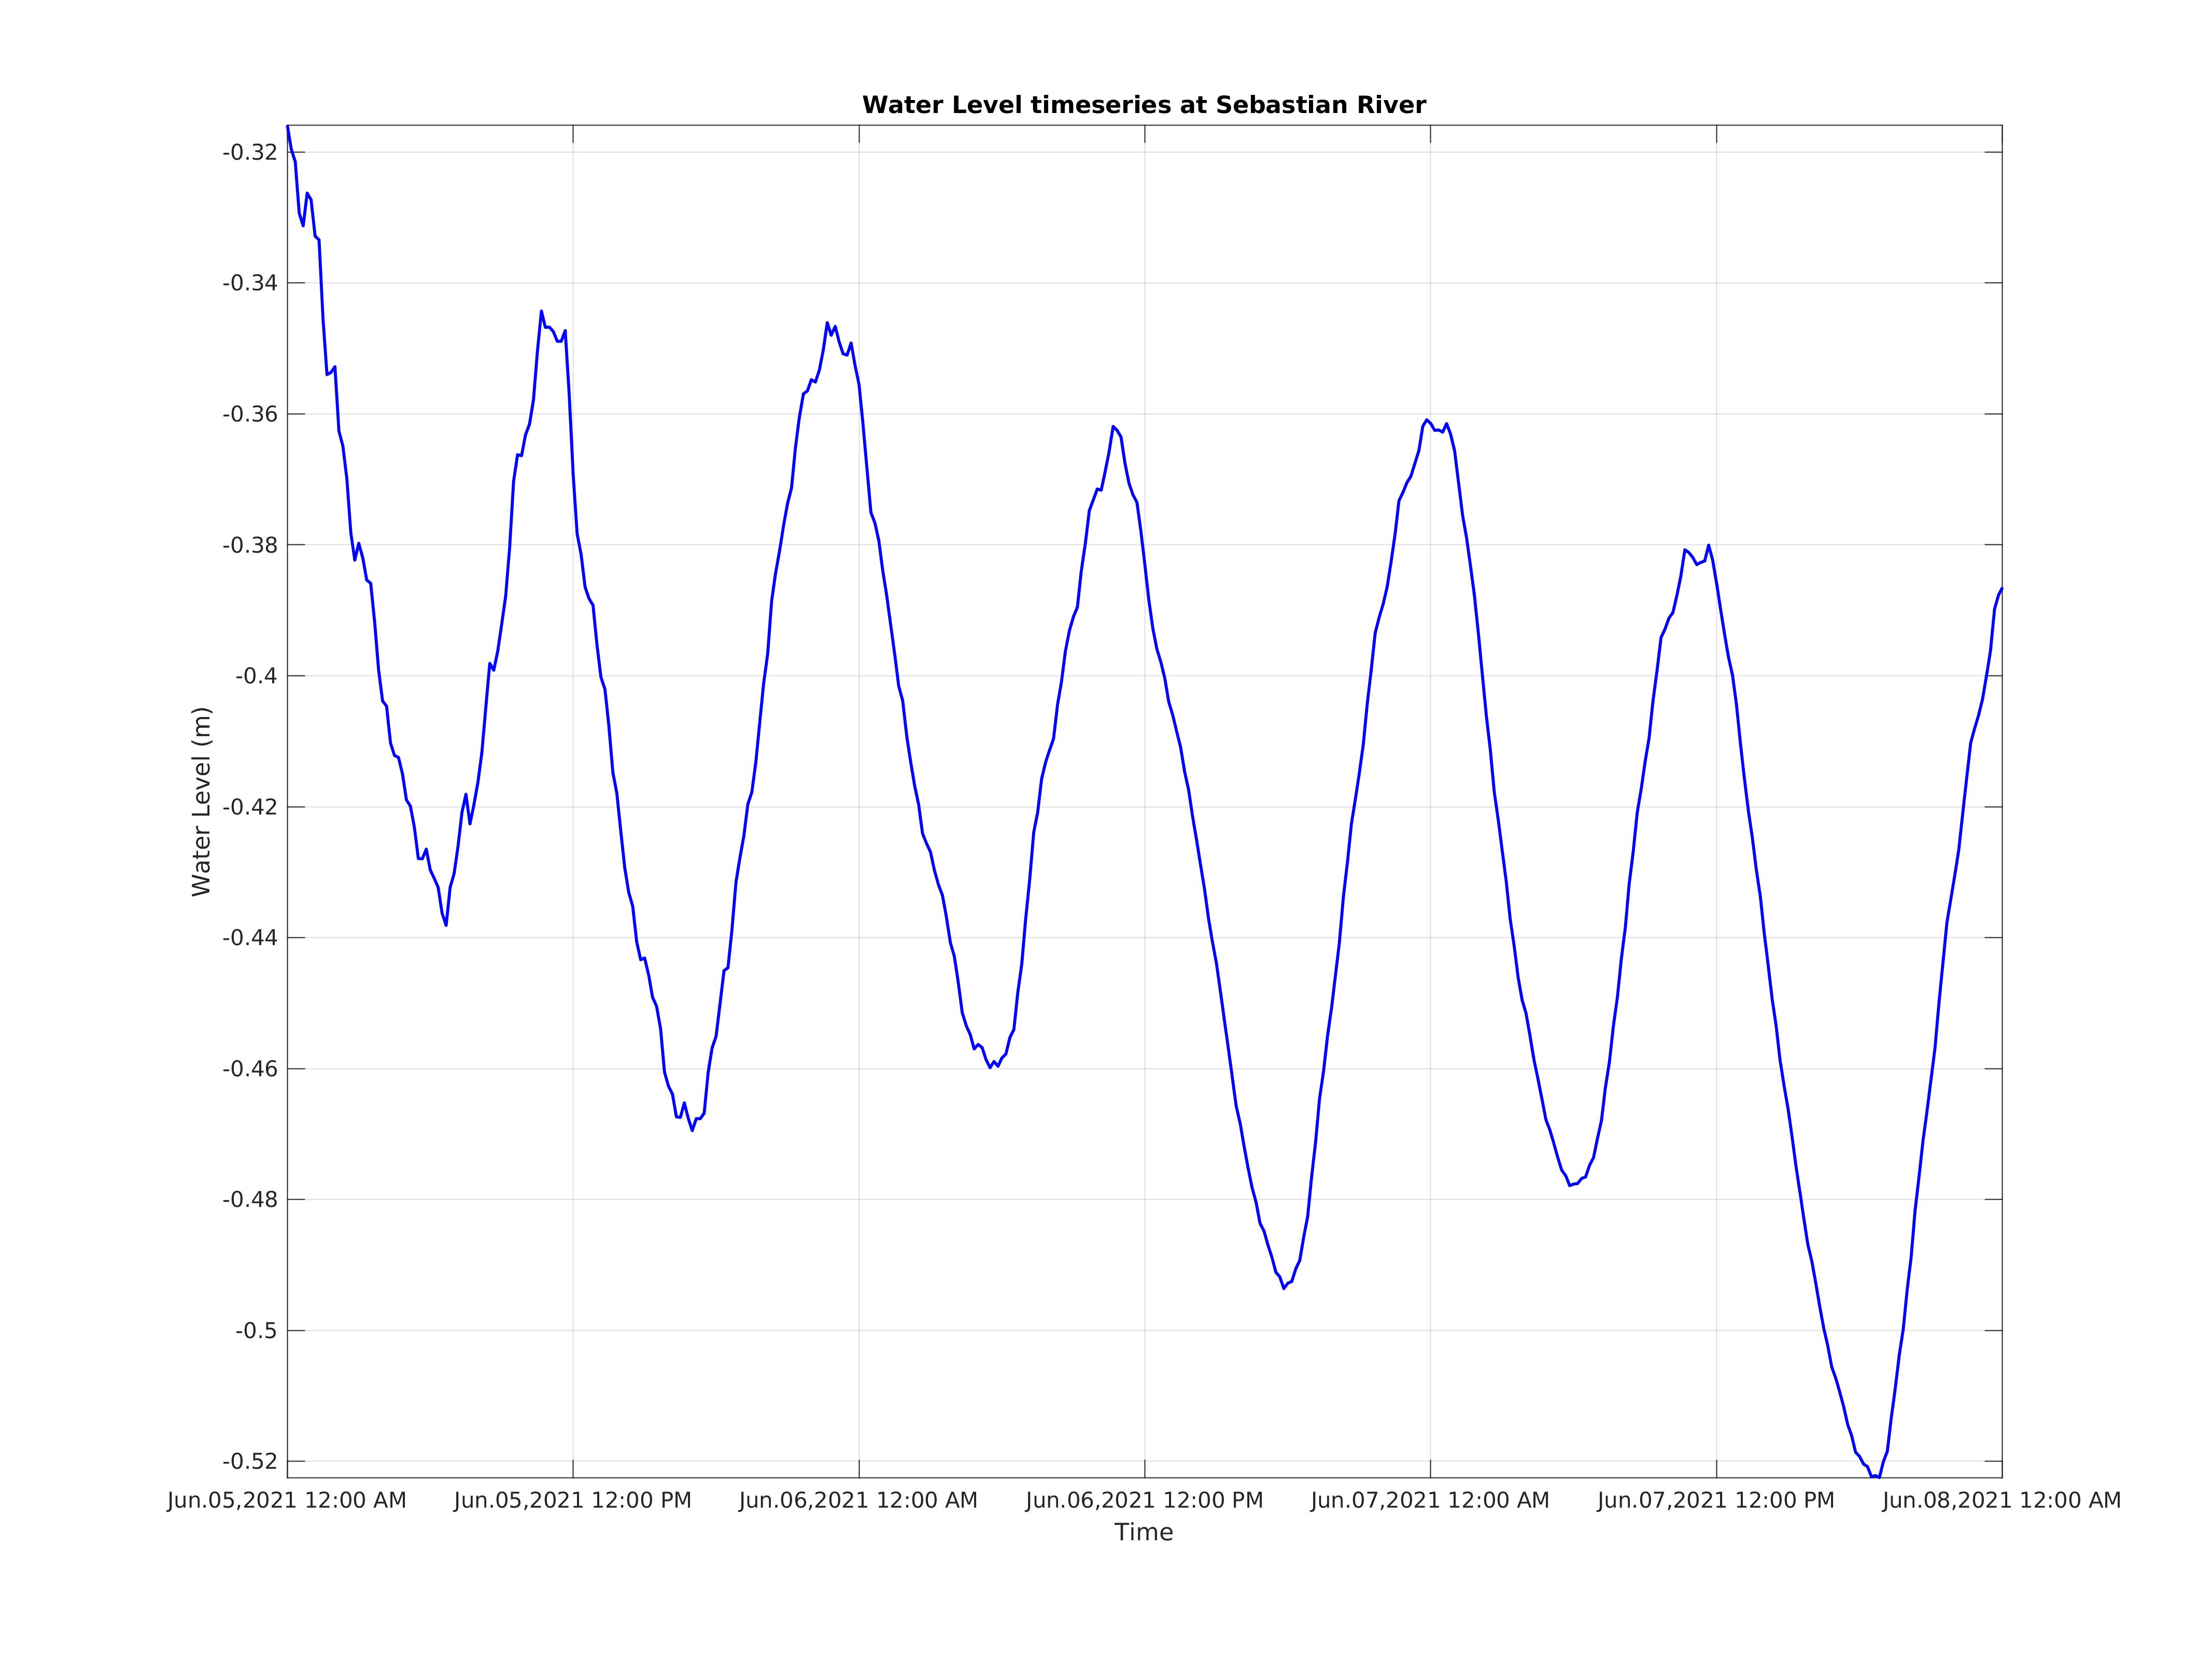 Water Level timeseries at Sebastian River
-0.32
-0.34
-0.36
-0.38
-0.4
-0.42
-0.44
-0.46
-0.48
-0.5
-0.52
Water Level (m)
Jun.05,2021 12:00 AM Jun.05,2021 12:00 PM Jun.06,2021 12:00 AM Jun.06,2021 12:00 PM Jun.07,2021 12:00 AM Jun.07,2021 12:00 PM Jun.08,2021 12:00 AM
Time